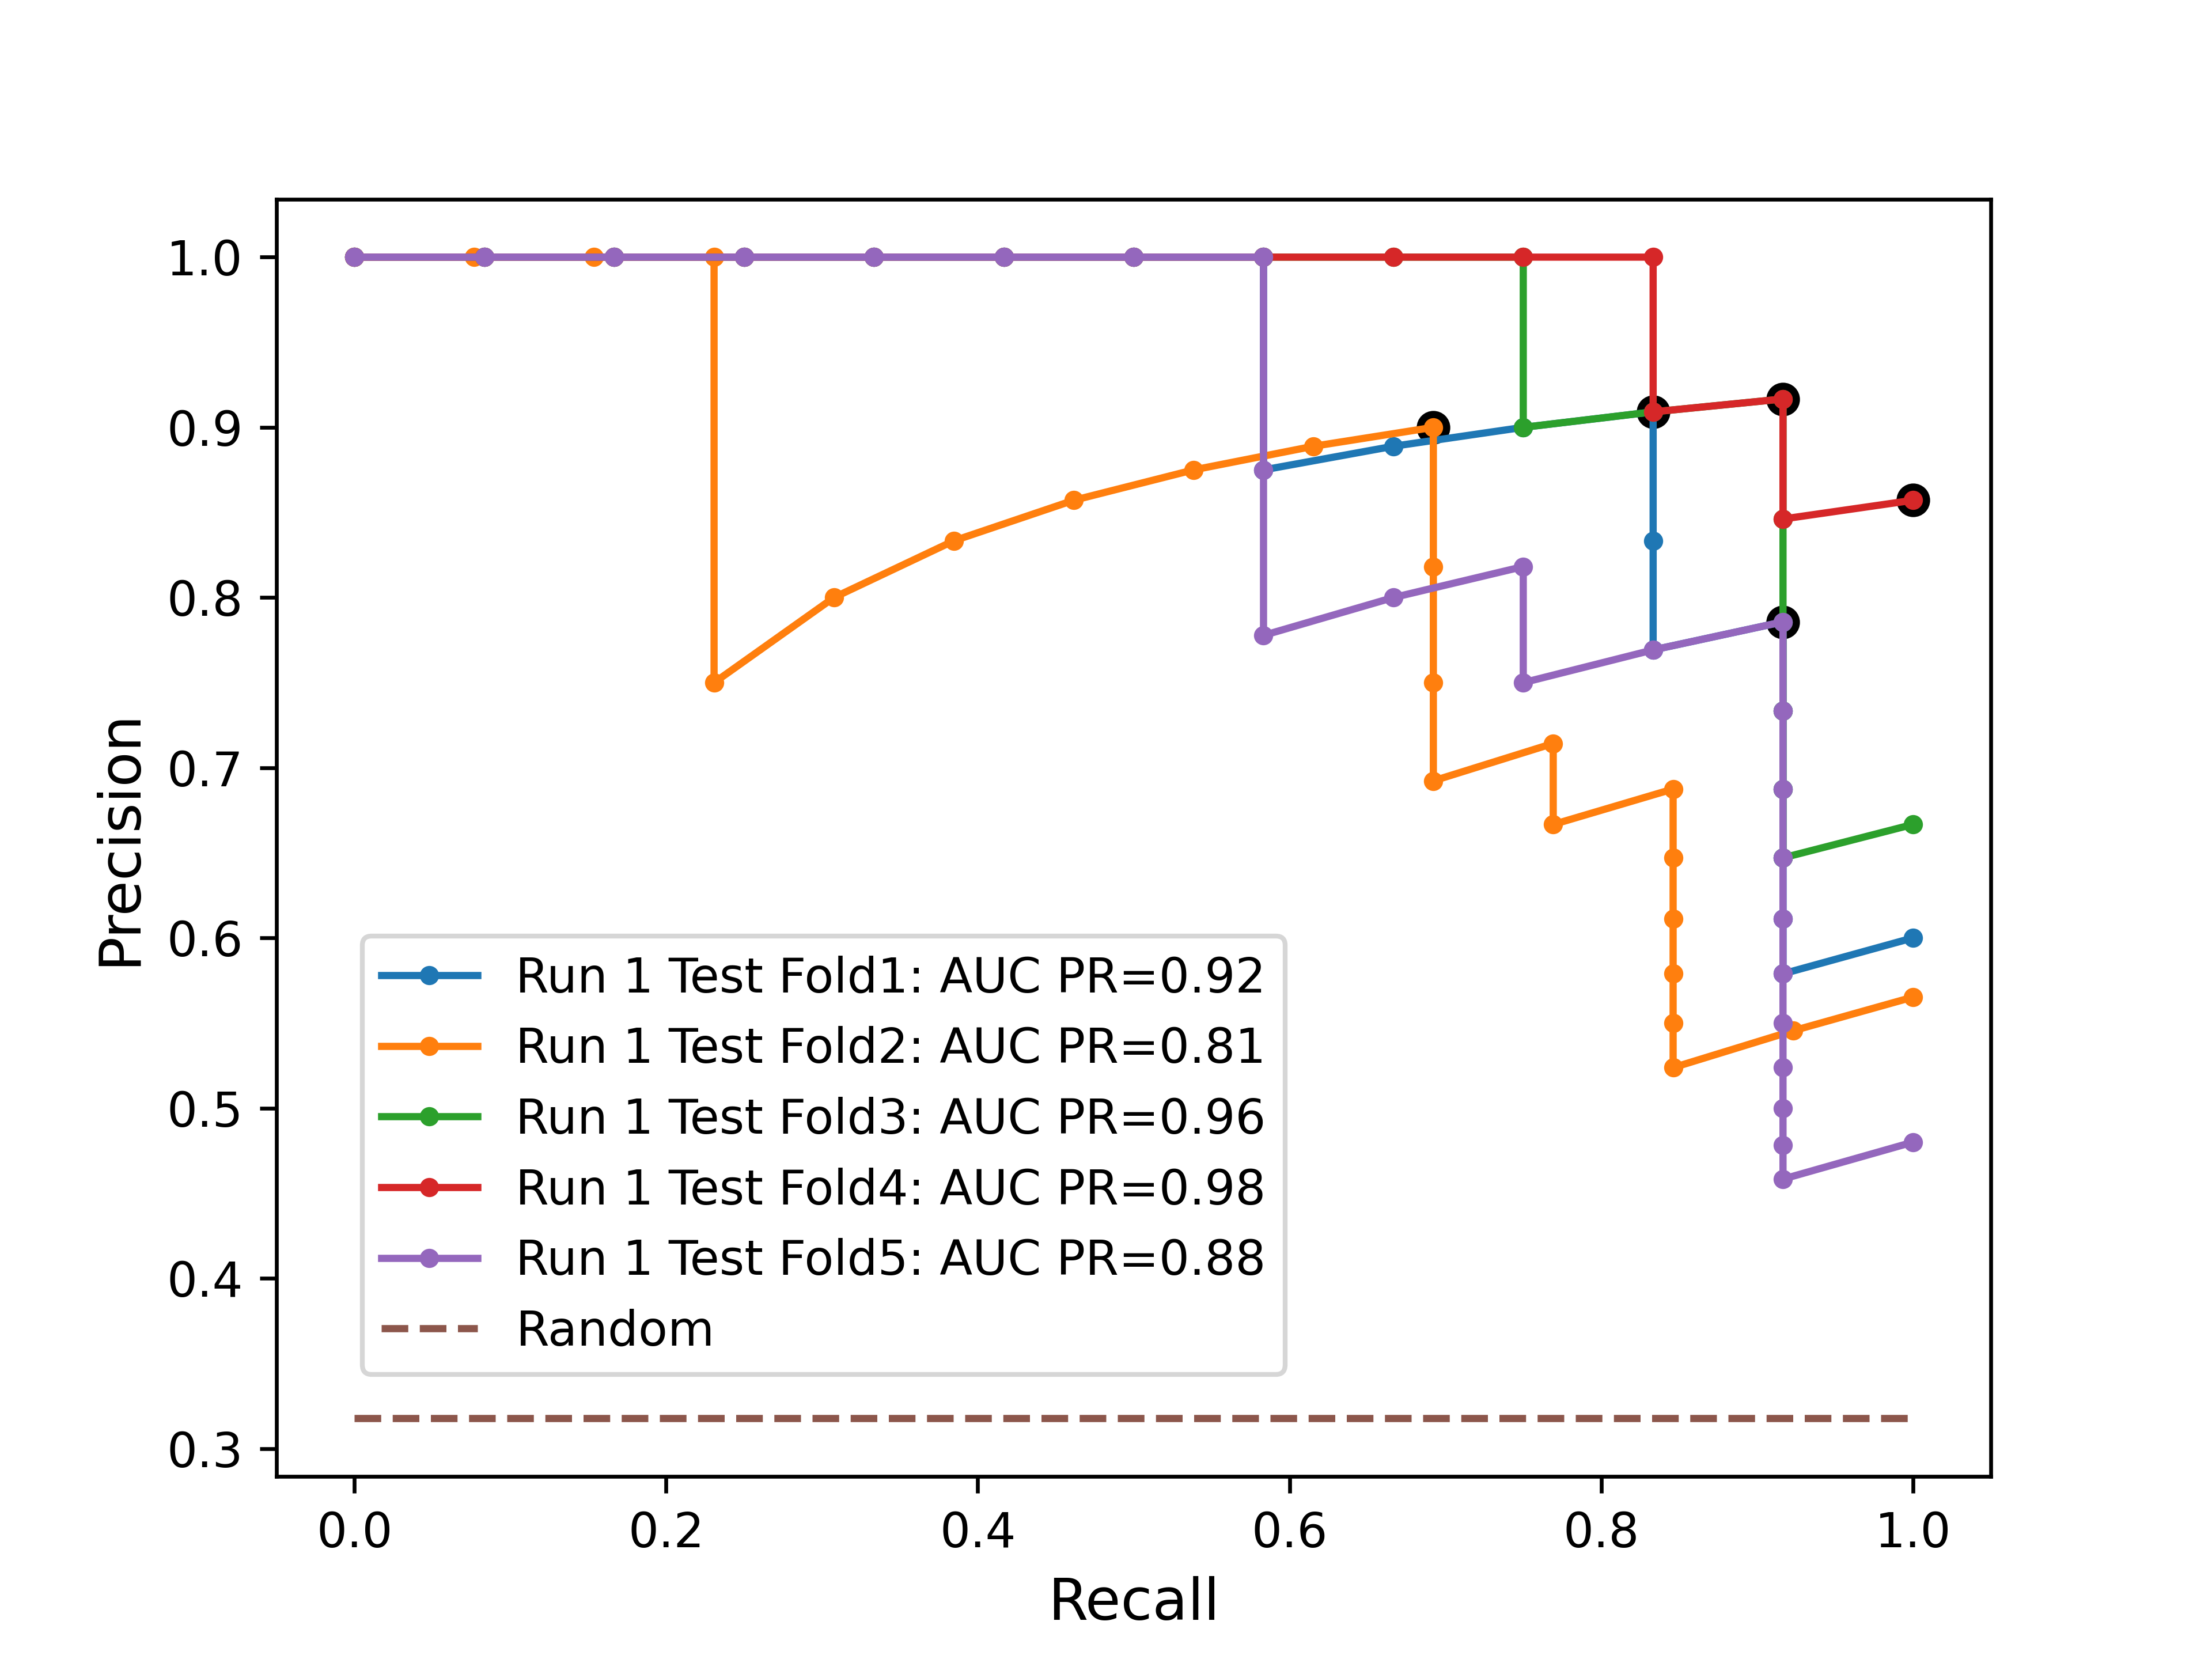 1.0
0.9
0.8
0.7
0.6
0.5
0.4
0.3
Precision
Run 1 Test Fold1: AUC PR=0.92
Run 1 Test Fold2: AUC PR=0.81
Run 1 Test Fold3: AUC PR=0.96
Run 1 Test Fold4: AUC PR=0.98
Run 1 Test Fold5: AUC PR=0.88
Random
0.0 0.2 0.4 0.6 0.8 1.0
Recall